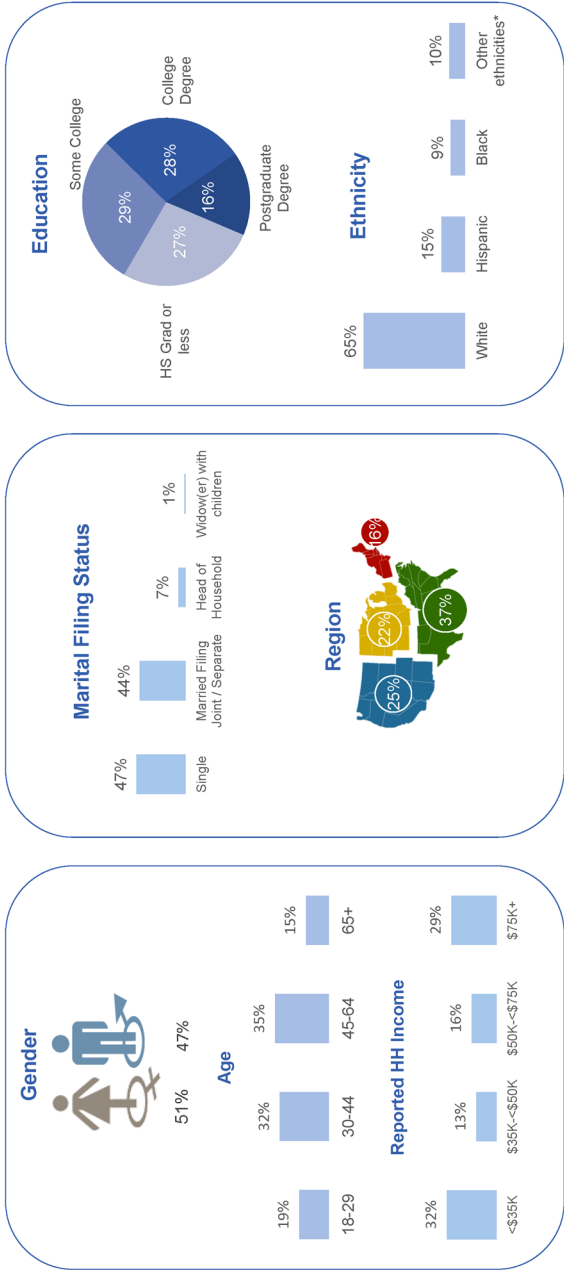 Gender
51%
47%
Age
19%
32%
35%
15%
18-29
30-44
45-64
65+
Reported HH Income
32%
13%
16%
29%
<$35K
$35K-<$50K
$50K-<$75K
$75K+
Marital Filing Status
47%
44%
7%
1%
Single
Married Filing
Joint / Separate
Head of
Household
Widow(er) with
children
Region
25%
22%
16%
37%
Education
Some College
29%
College
Degree
28%
16%
Postgraduate
Degree
27%
HS Grad or
less
Ethnicity
65%
15%
9%
10%
White
Hispanic
Black
Other
ethnicities*